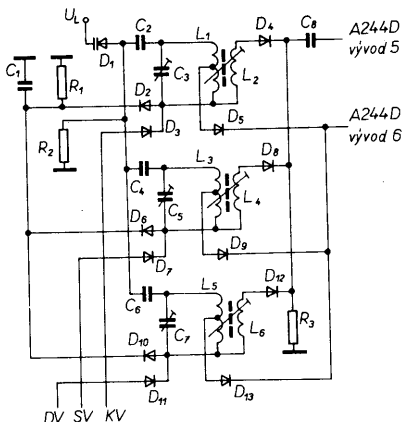 U_L C_2 L_1 D_4 C_8 A244D
vývod 5
C_1 R_1 D_1 C_3 L_2
D_2 A244D
vývod 6
R_2 D_3 D_5
C_4 L_3 D_8
C_5 L_4
D_6
D_7 D_9
C_6 L_5 D_12
C_7 L_6 R_3
D_10
D_11 D_13
DV SV KV